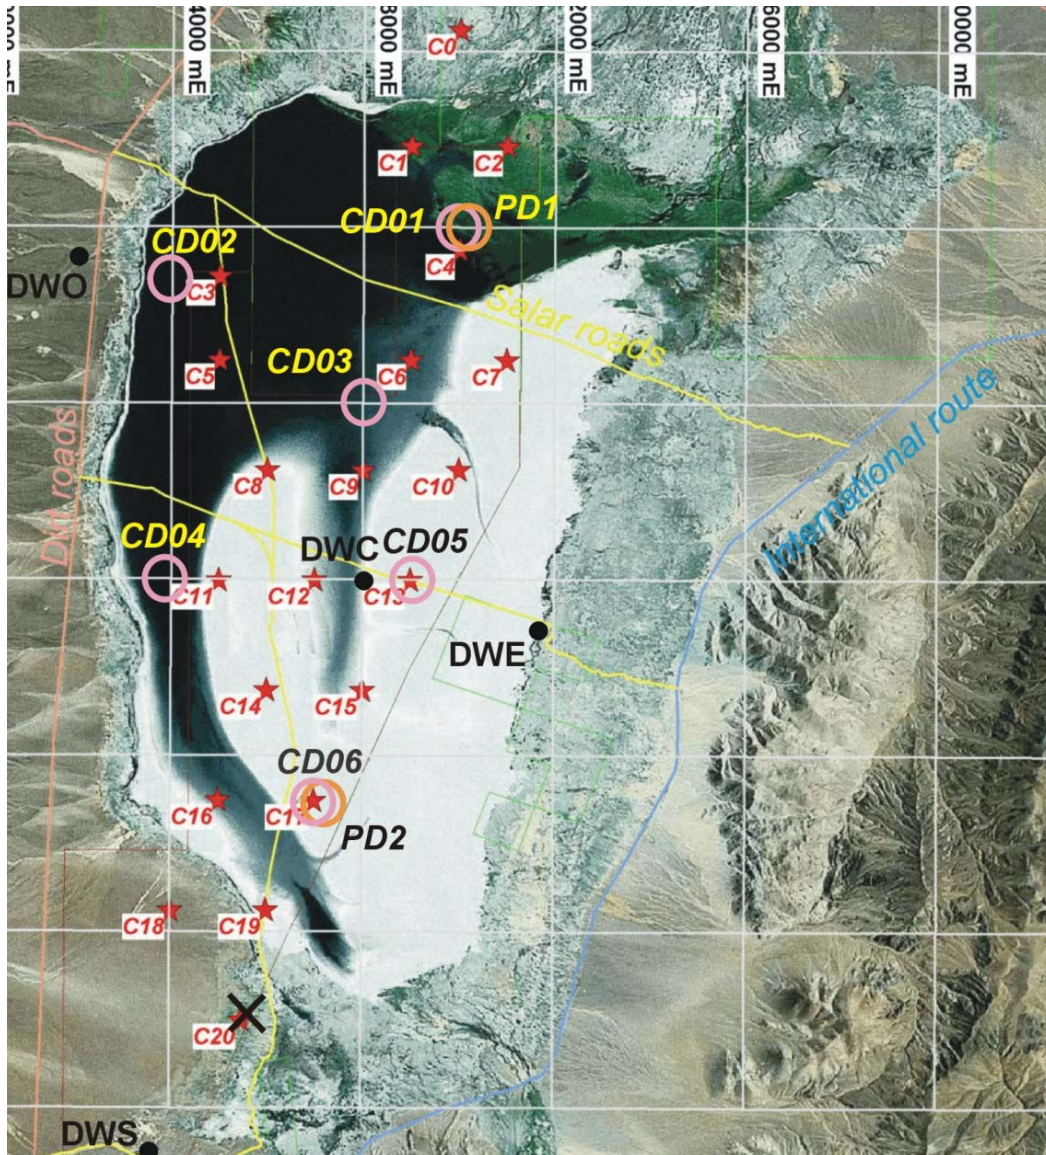 4000 mE
8000 mE
2000 mE
6000 mE
0000 mE
C0
C1
C2
CD01
PD1
CD02
C4
DWO
C3
Salar roads
CD03
C5
C6
C7
International route
Dirt roads
C8
C9
C10
CD04
DWC
CD05
C11
C12
C13
DWE
C14
C15
CD06
C16
C17
PD2
C18
C19
C20
DWS